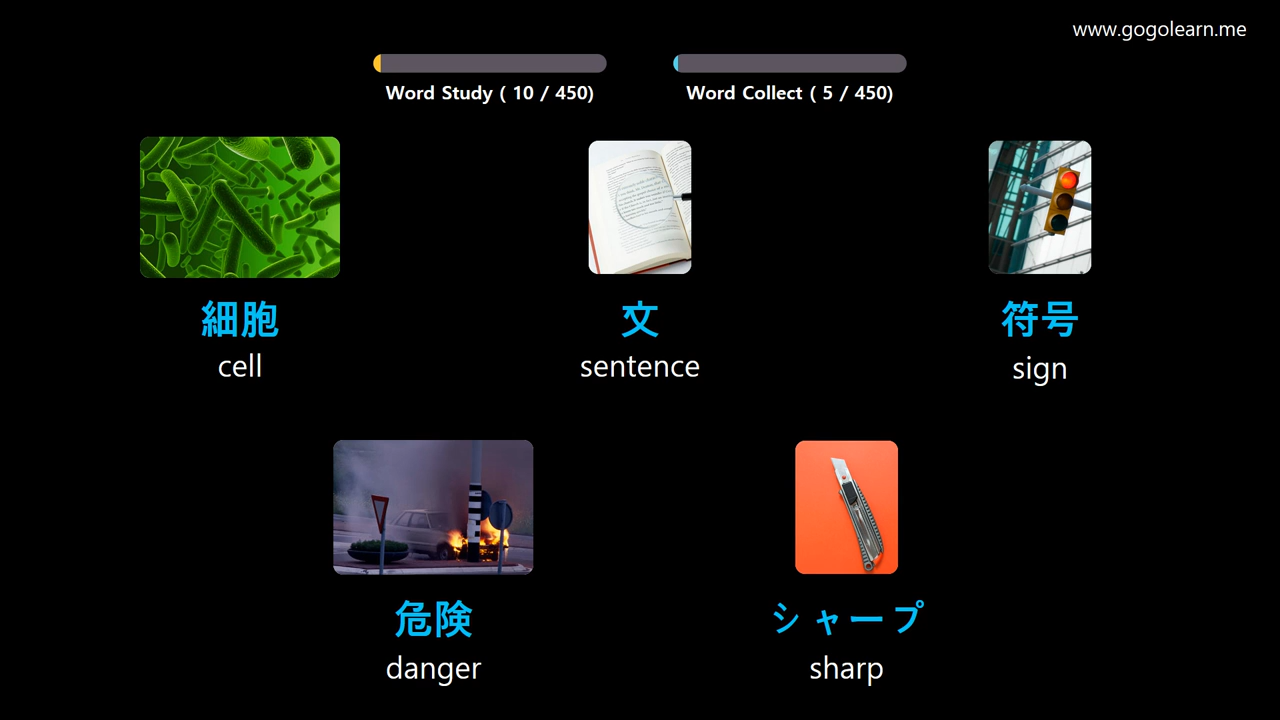 www.gogolearn.me
Word Study ( 10 / 450)
Word Collect ( 5 / 450)
細胞
cell
文
sentence
符号
sign
危険
danger
シャープ
sharp